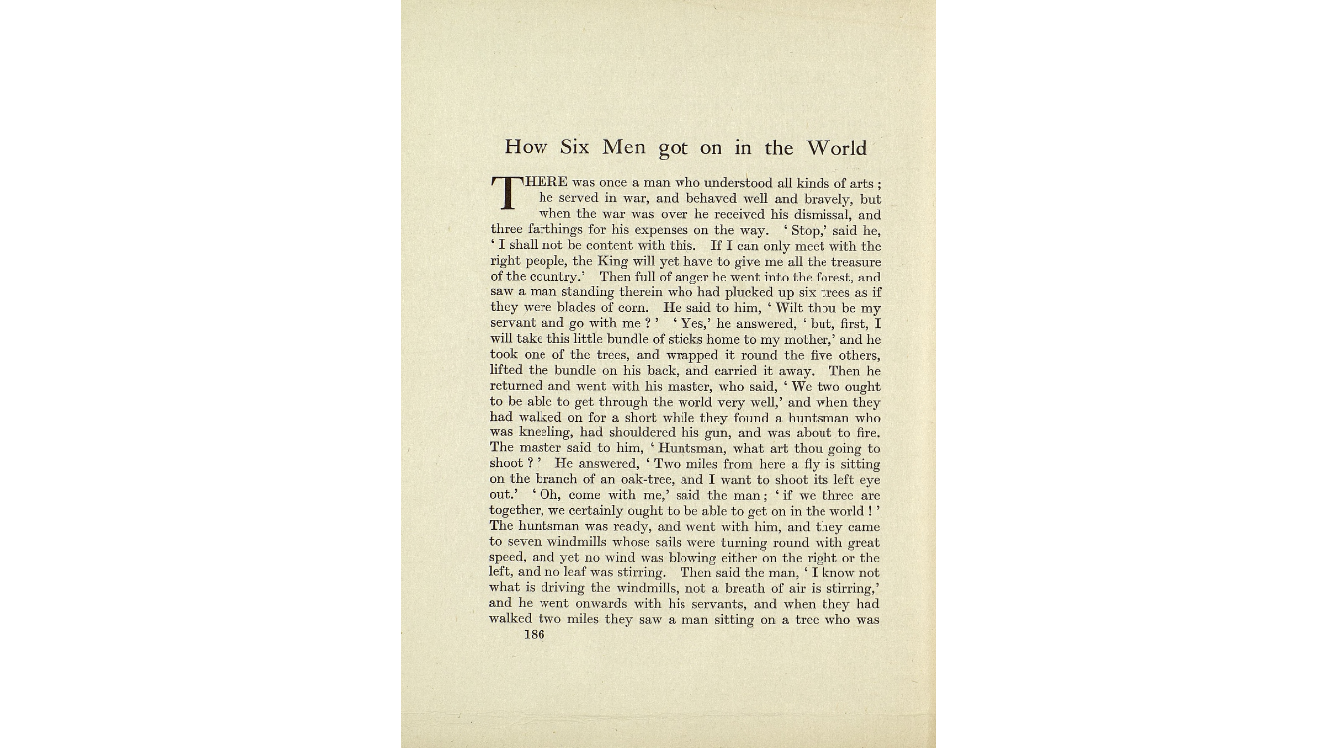 How Six Men got on in the World
THERE was once a man who understood all kinds of arts ;
he served in war, and behaved well and bravely, but
when the war was over he received his dismissal, and
three farthings for his expenses on the way. ‘ Stop,’ said he,
‘ I shall not be content with this. If I can only meet with the
right people, the King will yet have to give me all the treasure
of the country.’ Then full of anger he went into the forest, and
saw a man standing therein who had plucked up six trees as if
they were blades of corn. He said to him, ‘ Wilt thou be my
servant and go with me ? ’ ‘ Yes,’ he answered, ‘ but, first, I
will take this little bundle of sticks home to my mother,’ and he
took one of the trees, and wrapped it round the five others,
lifted the bundle on his back, and carried it away. Then he
returned and went with his master, who said, ‘ We two ought
to be able to get through the world very well,’ and when they
had walked on for a short while they found a huntsman who
was kneeling, had shouldered his gun, and was about to fire.
The master said to him, ‘ Huntsman, what art thou going to
shoot ? ’ He answered, ‘ Two miles from here a fly is sitting
on the branch of an oak-tree, and I want to shoot its left eye
out.’ ‘ Oh, come with me,’ said the man ; ‘ if we three are
together, we certainly ought to be able to get on in the world ! ’
The huntsman was ready, and went with him, and they came
to seven windmills whose sails were turning round with great
speed, and yet no wind was blowing either on the right or the
left, and no leaf was stirring. Then said the man, ‘ I know not
what is driving the windmills, not a breath of air is stirring,’
and he went onwards with his servants, and when they had
walked two miles they saw a man sitting on a tree who was
186